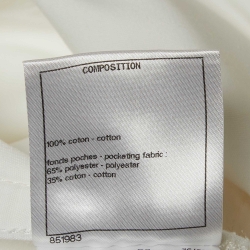 COMPOSITION
100% coton - cotton
fonds poches - pocketing fabric :
65% polyester - polyester
35% coton - cotton
851983